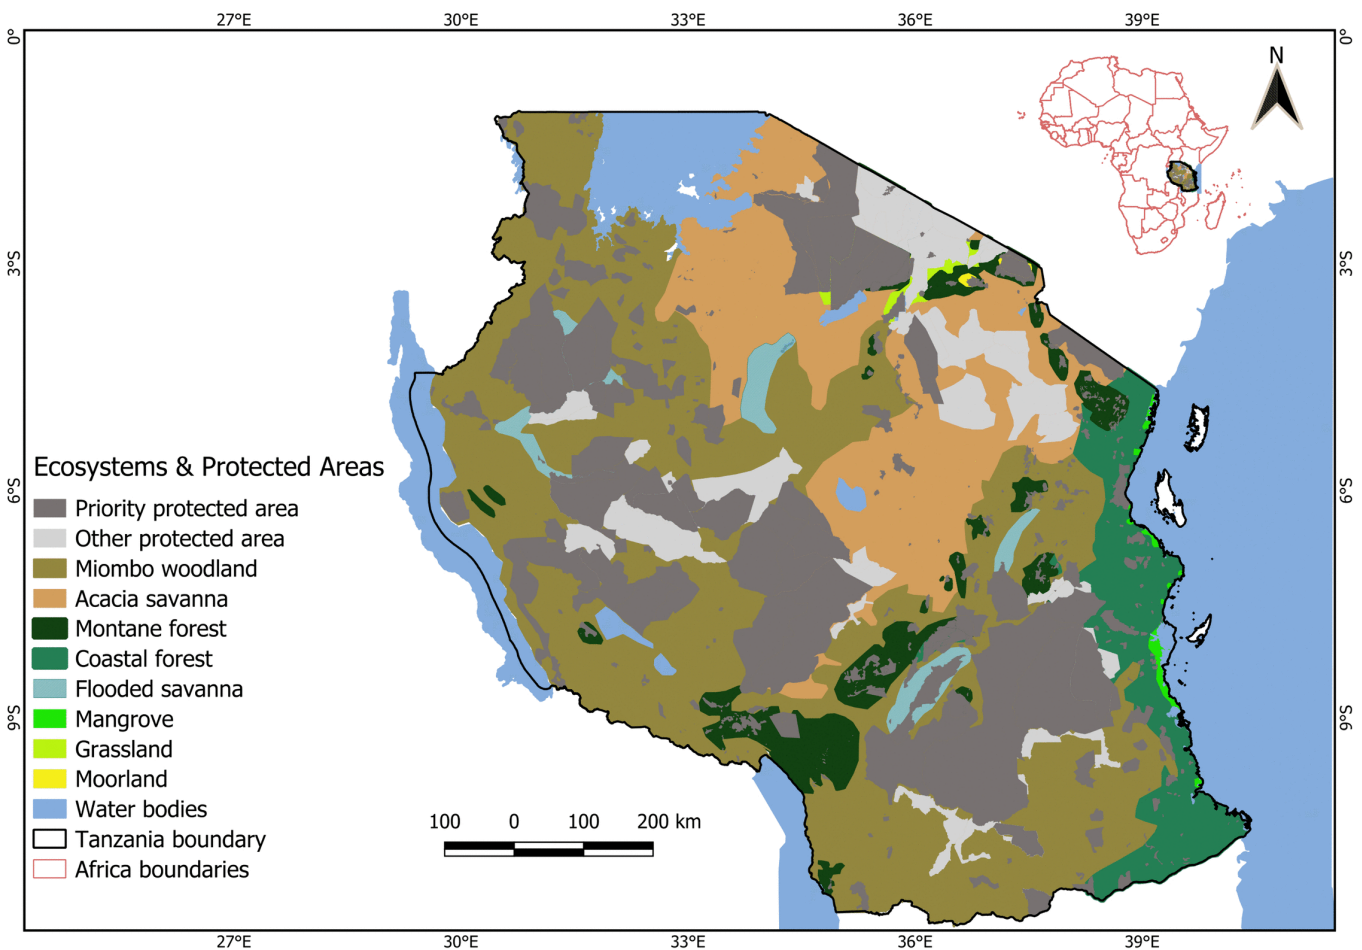 27°E 30°E 33°E 36°E 39°E
0° 0°
N
3°S 3°S
Ecosystems & Protected Areas
6°S 6°S
Priority protected area
Other protected area
Miombo woodland
Acacia savanna
Montane forest
Coastal forest
Flooded savanna
9°S 9°S
Mangrove
Grassland
Moorland
Water bodies
100 0 100 200 km
Tanzania boundary
Africa boundaries
27°E 30°E 33°E 36°E 39°E